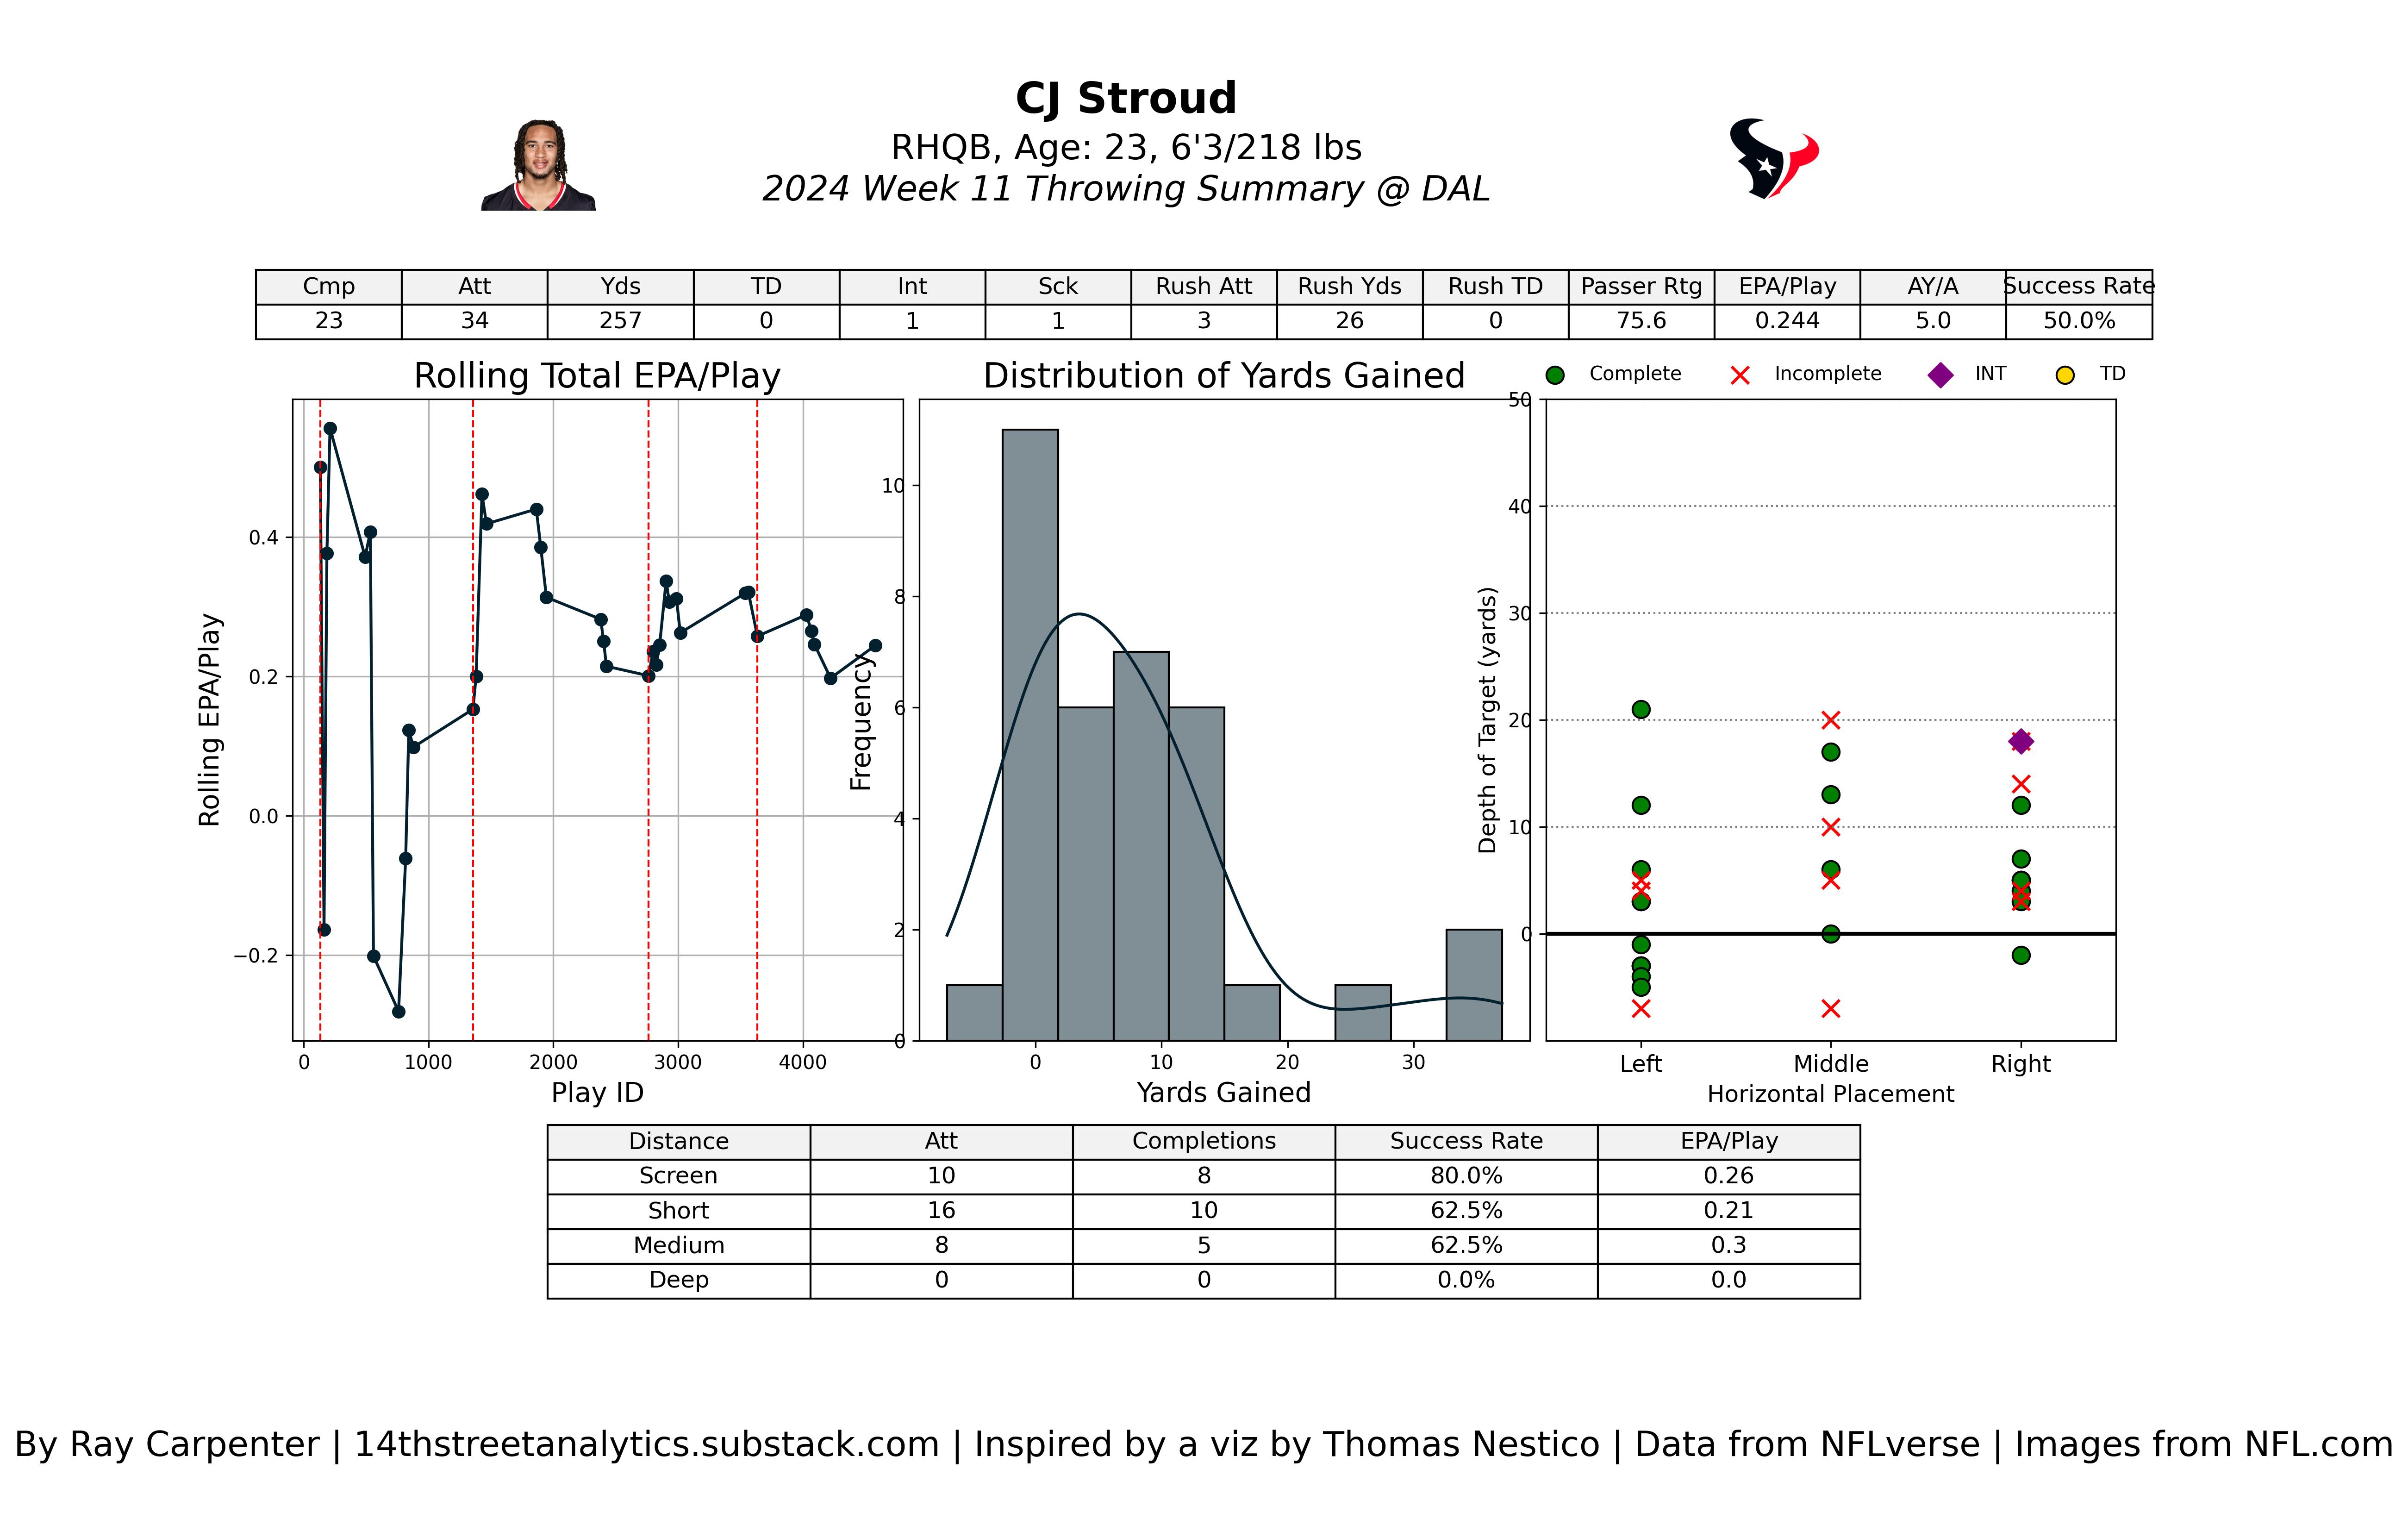 CJ Stroud
RHQB, Age: 23, 6'3/218 lbs
2024 Week 11 Throwing Summary @ DAL
Cmp Att Yds TD Int Sck Rush Att Rush Yds Rush TD Passer Rtg EPA/Play AY/A Success Rate
23 34 257 0 1 1 3 26 0 75.6 0.244 5.0 50.0%
Rolling Total EPA/Play
Rolling EPA/Play
0.4
0.2
0.0
−0.2
0 1000 2000 3000 4000
Play ID
Distribution of Yards Gained
Frequency
10
8
6
4
2
0
0 10 20 30
Yards Gained
Complete Incomplete INT TD
Depth of Target (yards)
50
40
30
20
10
0
Left Middle Right
Horizontal Placement
Distance Att Completions Success Rate EPA/Play
Screen 10 8 80.0% 0.26
Short 16 10 62.5% 0.21
Medium 8 5 62.5% 0.3
Deep 0 0 0.0% 0.0
By Ray Carpenter | 14thstreetanalytics.substack.com | Inspired by a viz by Thomas Nestico | Data from NFLverse | Images from NFL.com